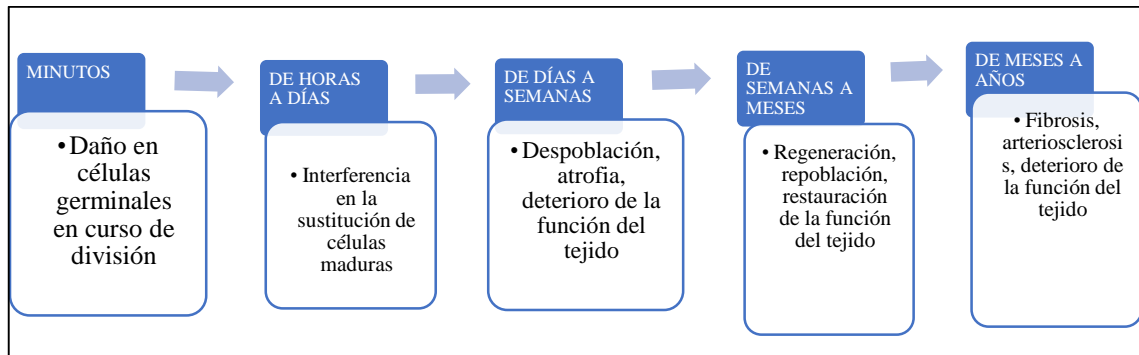 MINUTOS
•Daño en
células
germinales
en curso de
división
DE HORAS
A DÍAS
• Interferencia
en la
sustitución de
células
maduras
DE DÍAS A
SEMANAS
• Despoblación,
atrofia,
deterioro de la
función del
tejido
DE
SEMANAS A
MESES
• Regeneración,
repoblación,
restauración
de la función
del tejido
DE MESES A
AÑOS
• Fibrosis,
arteriosclerosi
s, deterioro de
la función del
tejido